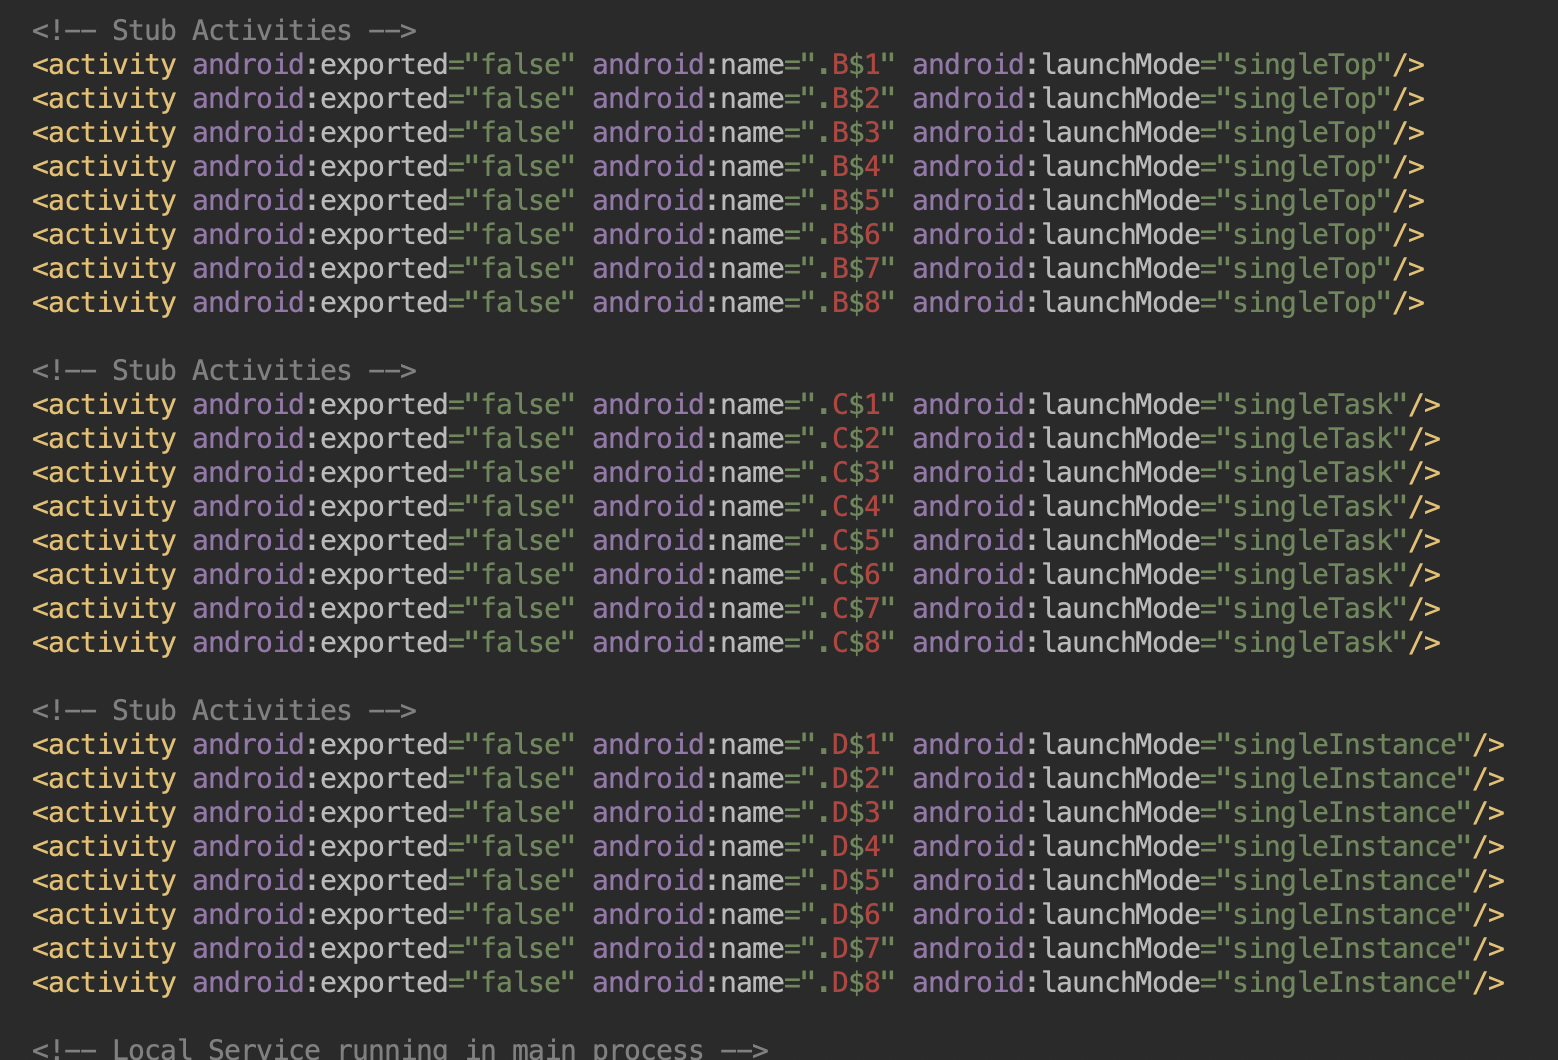 <!-- Stub Activities -->
<activity android:exported="false" android:name=".B$1" android:launchMode="singleTop"/>
<activity android:exported="false" android:name=".B$2" android:launchMode="singleTop"/>
<activity android:exported="false" android:name=".B$3" android:launchMode="singleTop"/>
<activity android:exported="false" android:name=".B$4" android:launchMode="singleTop"/>
<activity android:exported="false" android:name=".B$5" android:launchMode="singleTop"/>
<activity android:exported="false" android:name=".B$6" android:launchMode="singleTop"/>
<activity android:exported="false" android:name=".B$7" android:launchMode="singleTop"/>
<activity android:exported="false" android:name=".B$8" android:launchMode="singleTop"/>
<!-- Stub Activities -->
<activity android:exported="false" android:name=".C$1" android:launchMode="singleTask"/>
<activity android:exported="false" android:name=".C$2" android:launchMode="singleTask"/>
<activity android:exported="false" android:name=".C$3" android:launchMode="singleTask"/>
<activity android:exported="false" android:name=".C$4" android:launchMode="singleTask"/>
<activity android:exported="false" android:name=".C$5" android:launchMode="singleTask"/>
<activity android:exported="false" android:name=".C$6" android:launchMode="singleTask"/>
<activity android:exported="false" android:name=".C$7" android:launchMode="singleTask"/>
<activity android:exported="false" android:name=".C$8" android:launchMode="singleTask"/>
<!-- Stub Activities -->
<activity android:exported="false" android:name=".D$1" android:launchMode="singleInstance"/>
<activity android:exported="false" android:name=".D$2" android:launchMode="singleInstance"/>
<activity android:exported="false" android:name=".D$3" android:launchMode="singleInstance"/>
<activity android:exported="false" android:name=".D$4" android:launchMode="singleInstance"/>
<activity android:exported="false" android:name=".D$5" android:launchMode="singleInstance"/>
<activity android:exported="false" android:name=".D$6" android:launchMode="singleInstance"/>
<activity android:exported="false" android:name=".D$7" android:launchMode="singleInstance"/>
<activity android:exported="false" android:name=".D$8" android:launchMode="singleInstance"/>
<!-- Local Service running in main process -->